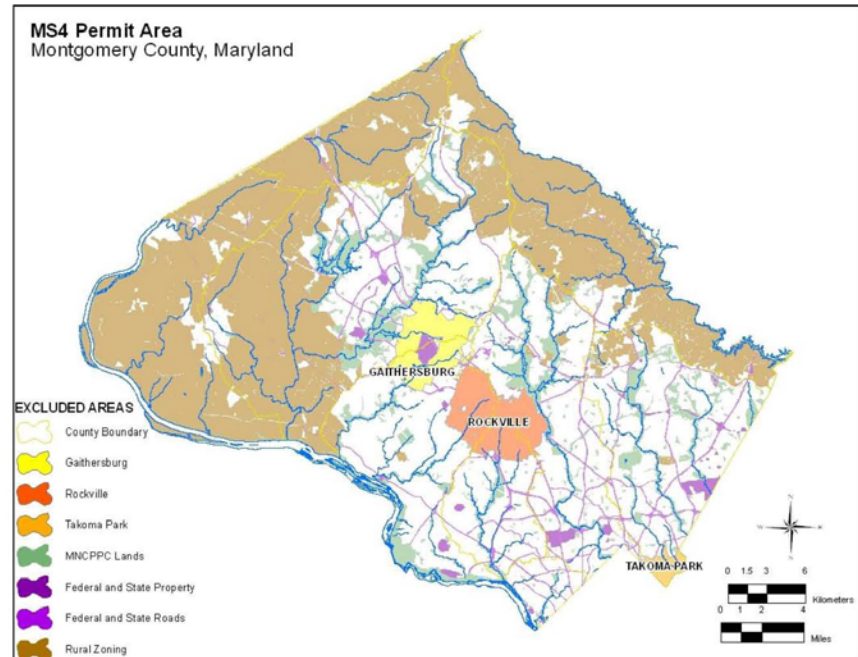 MS4 Permit Area
Montgomery County, Maryland
GAITHERSBURG
ROCKVILLE
TAKOMA PARK
EXCLUDED AREAS
County Boundary
Gaithersburg
Rockville
Takoma Park
MNCPPC Lands
Federal and State Property
Federal and State Roads
Rural Zoning
N
0 1.5 3 6
Kilometers
0 1 2 4
Miles